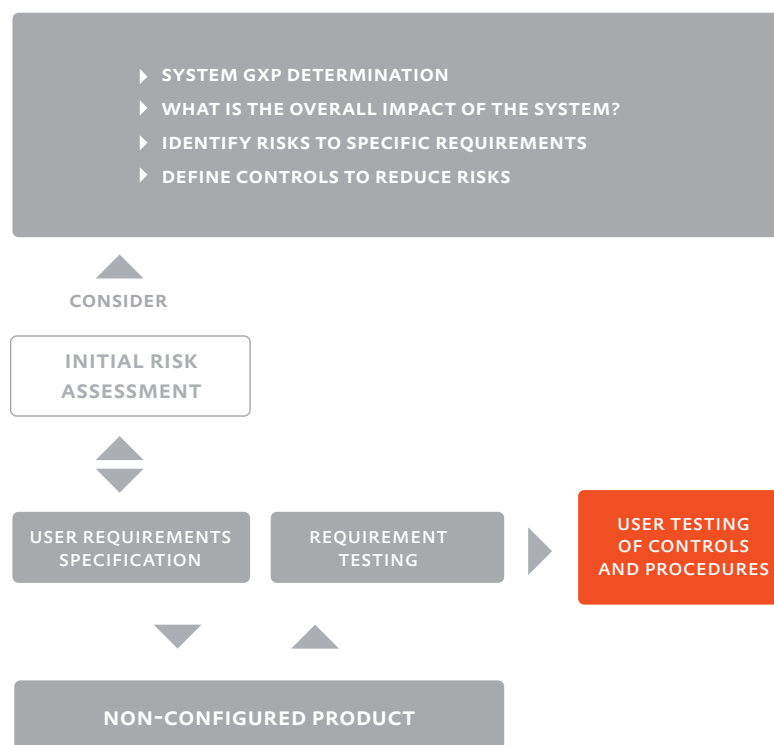 SYSTEM GXP DETERMINATION
WHAT IS THE OVERALL IMPACT OF THE SYSTEM?
IDENTIFY RISKS TO SPECIFIC REQUIREMENTS
DEFINE CONTROLS TO REDUCE RISKS
CONSIDER
INITIAL RISK
ASSESSMENT
USER REQUIREMENTS
SPECIFICATION
REQUIREMENT
TESTING
USER TESTING
OF CONTROLS
AND PROCEDURES
NON-CONFIGURED PRODUCT